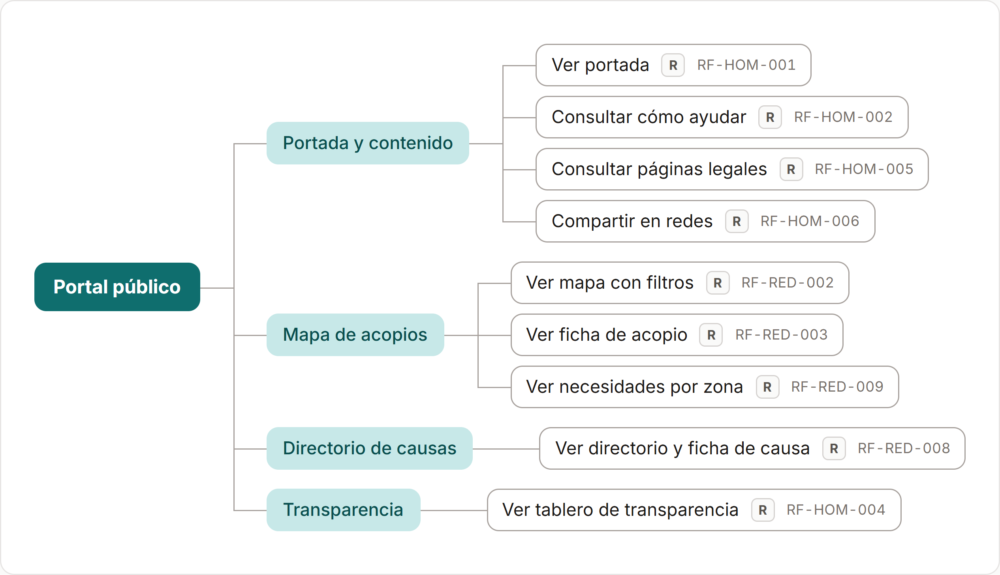 Portal público
Portada y contenido
Ver portada R RF-HOM-001
Consultar cómo ayudar R RF-HOM-002
Consultar páginas legales R RF-HOM-005
Compartir en redes R RF-HOM-006
Mapa de acopios
Ver mapa con filtros R RF-RED-002
Ver ficha de acopio R RF-RED-003
Ver necesidades por zona R RF-RED-009
Directorio de causas
Ver directorio y ficha de causa R RF-RED-008
Transparencia
Ver tablero de transparencia R RF-HOM-004